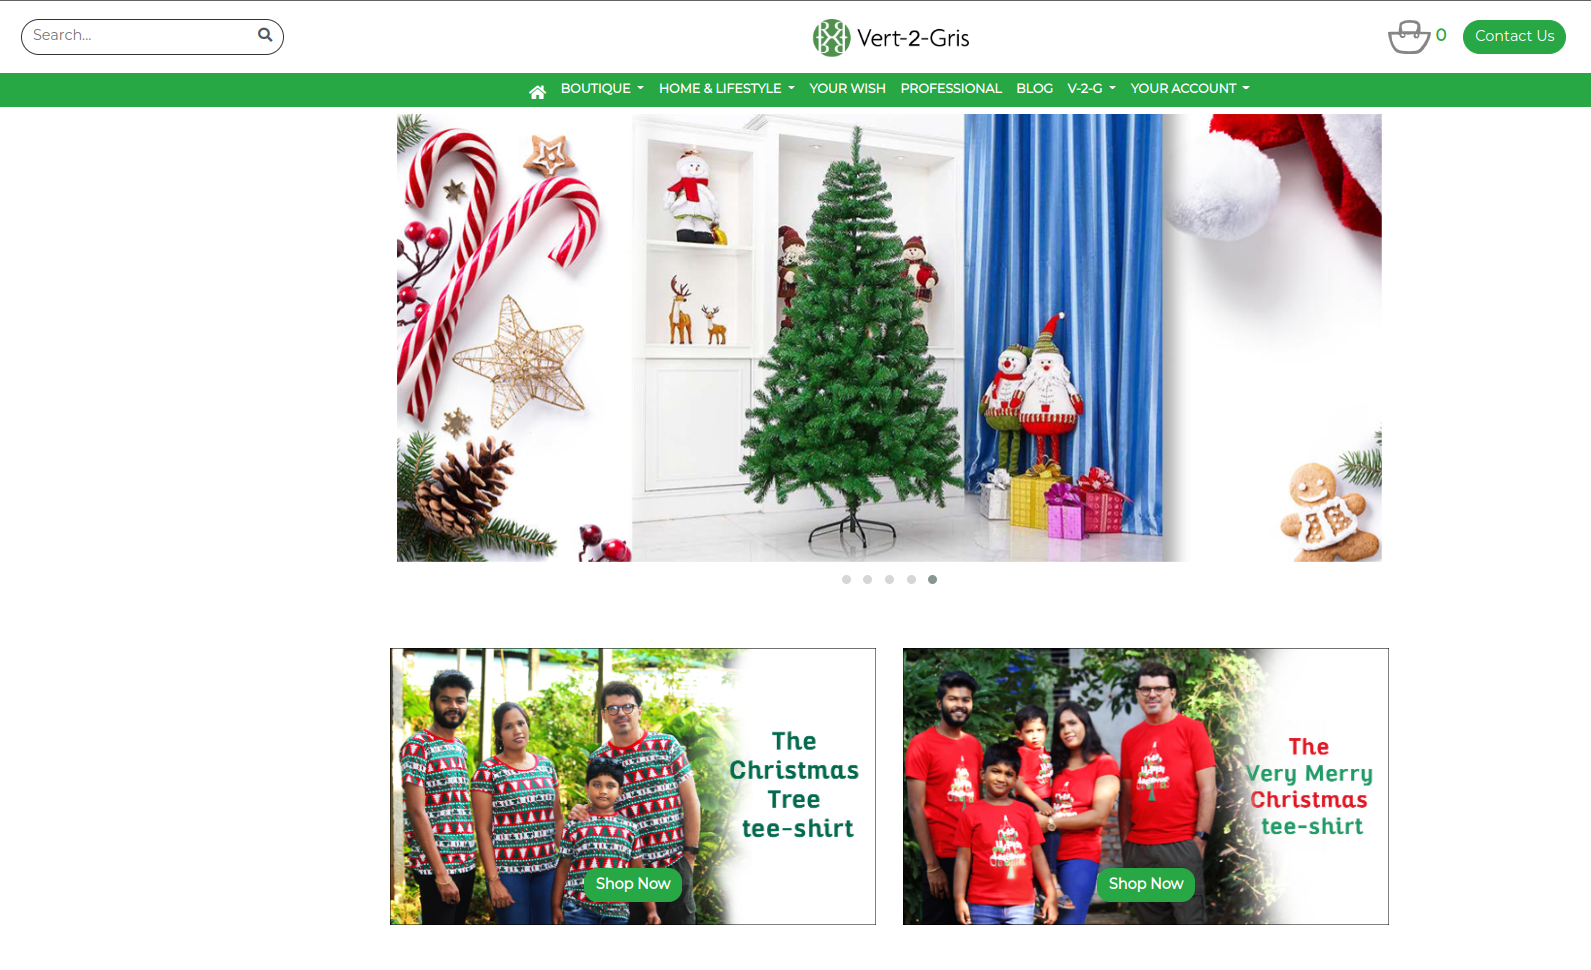 Search...
Vert-2-Gris
0
Contact Us
BOUTIQUE
HOME & LIFESTYLE
YOUR WISH
PROFESSIONAL
BLOG
V-2-G
YOUR ACCOUNT
The
Christmas
Tree
tee-shirt
Shop Now
The
Very Merry
Christmas
tee-shirt
Shop Now